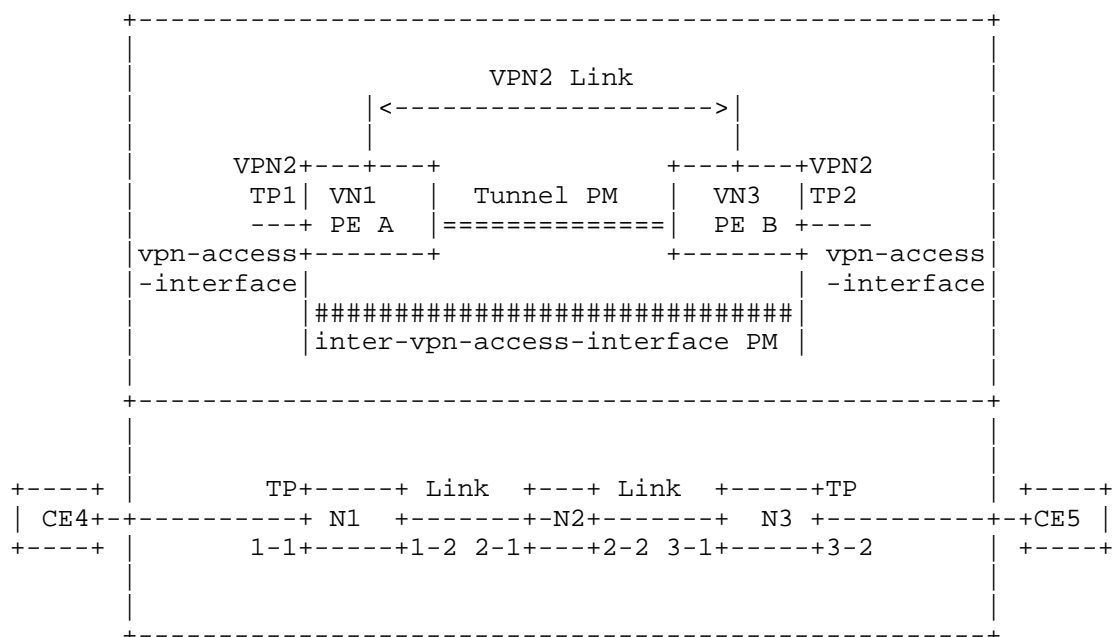 +------------------------------------------------------+
|                                                      |
|                      VPN2 Link                       |
|              |<-------------------->|                |
|              |                      |                |
|      VPN2+---+---+              +---+---+VPN2        |
|       TP1|  VN1  |  Tunnel PM   |  VN3  |TP2         |
|       ---+ PE A  |==============|  PE B +----        |
|vpn-access+-------+              +-------+ vpn-access|
|-interface|                              | -interface|
|          |##############################|           |
|          |inter-vpn-access-interface PM |           |
|                                                      |
+------------------------------------------------------+
|                                                      |
|                                                      |
+----+ |        TP+-----+ Link  +---+ Link  +-----+TP         | +----+
| CE4+-+----------+ N1  +-------+-N2+-------+  N3 +----------+-+CE5 |
+----+ |       1-1+-----+1-2 2-1+---+2-2 3-1+-----+3-2        | +----+
|                                                      |
|                                                      |
+------------------------------------------------------+